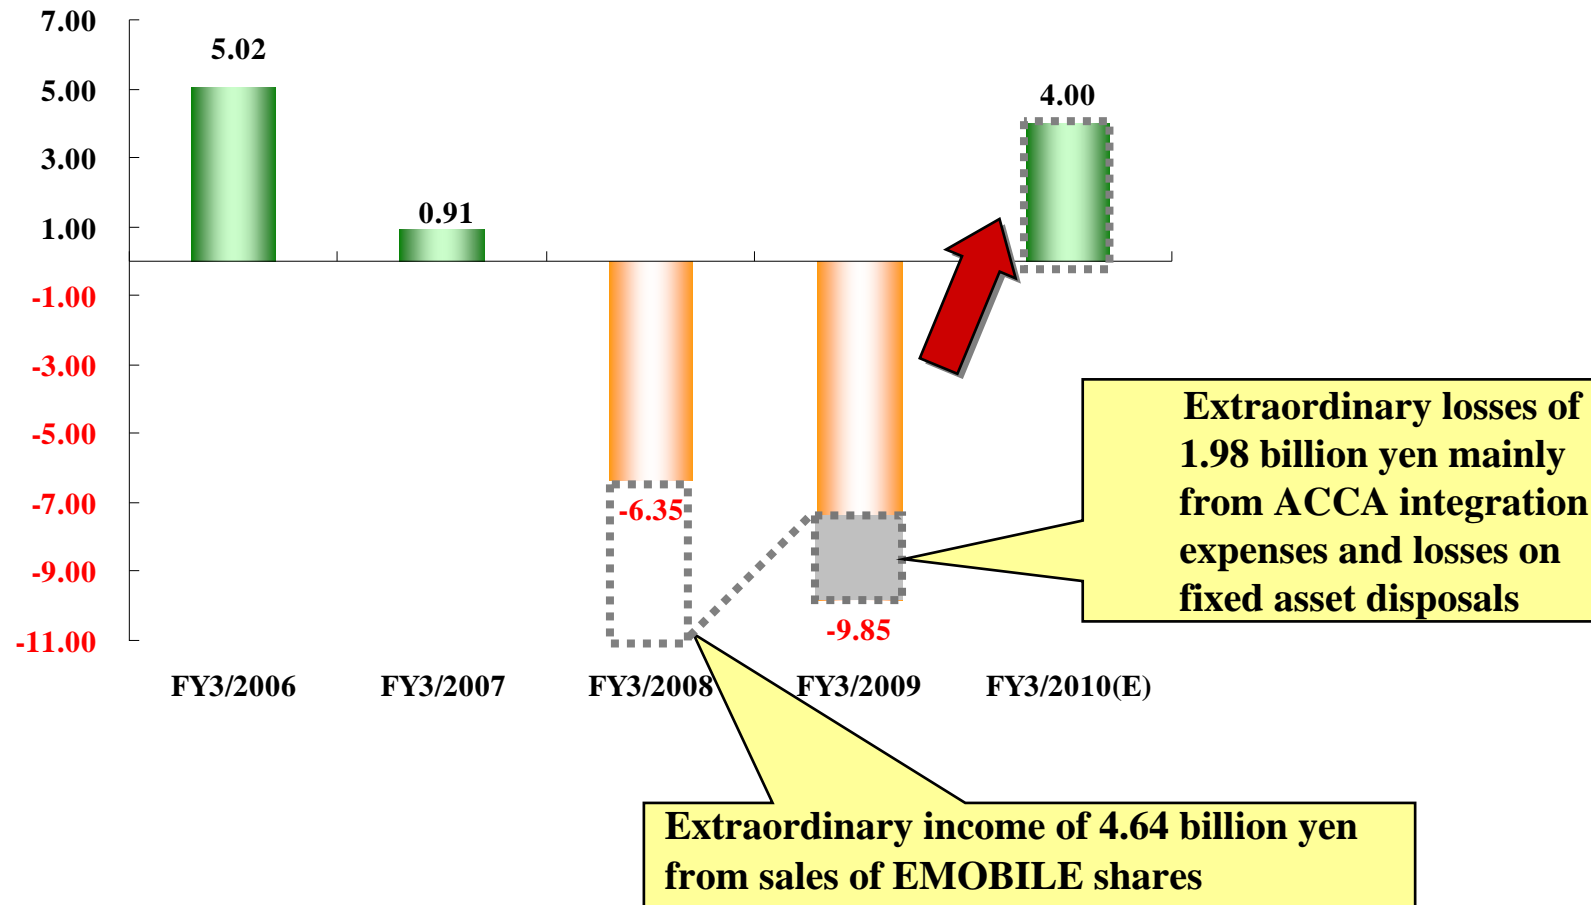 7.00
5.00
3.00
1.00
-1.00
-3.00
-5.00
-7.00
-9.00
-11.00
5.02
0.91
-6.35
-9.85
4.00
FY3/2006
FY3/2007
FY3/2008
FY3/2009
FY3/2010(E)
Extraordinary losses of
1.98 billion yen mainly
from ACCA integration
expenses and losses on
fixed asset disposals
Extraordinary income of 4.64 billion yen
from sales of EMOBILE shares